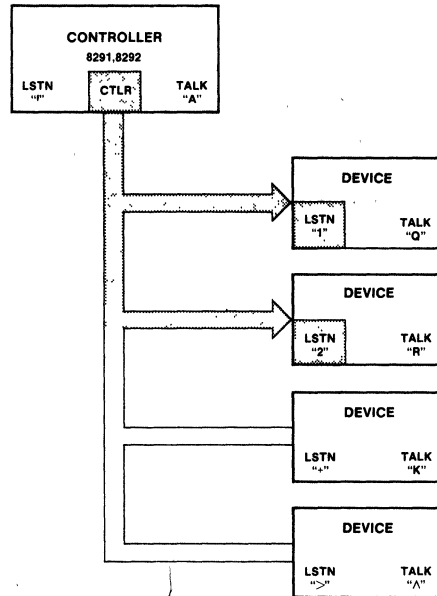 CONTROLLER
8291,8292
LSTN
"!"
CTLR
TALK
"A"
DEVICE
LSTN
"1"
TALK
"Q"
DEVICE
LSTN
"2"
TALK
"R"
DEVICE
LSTN
"+"
TALK
"K"
DEVICE
LSTN
">"
TALK
"^"